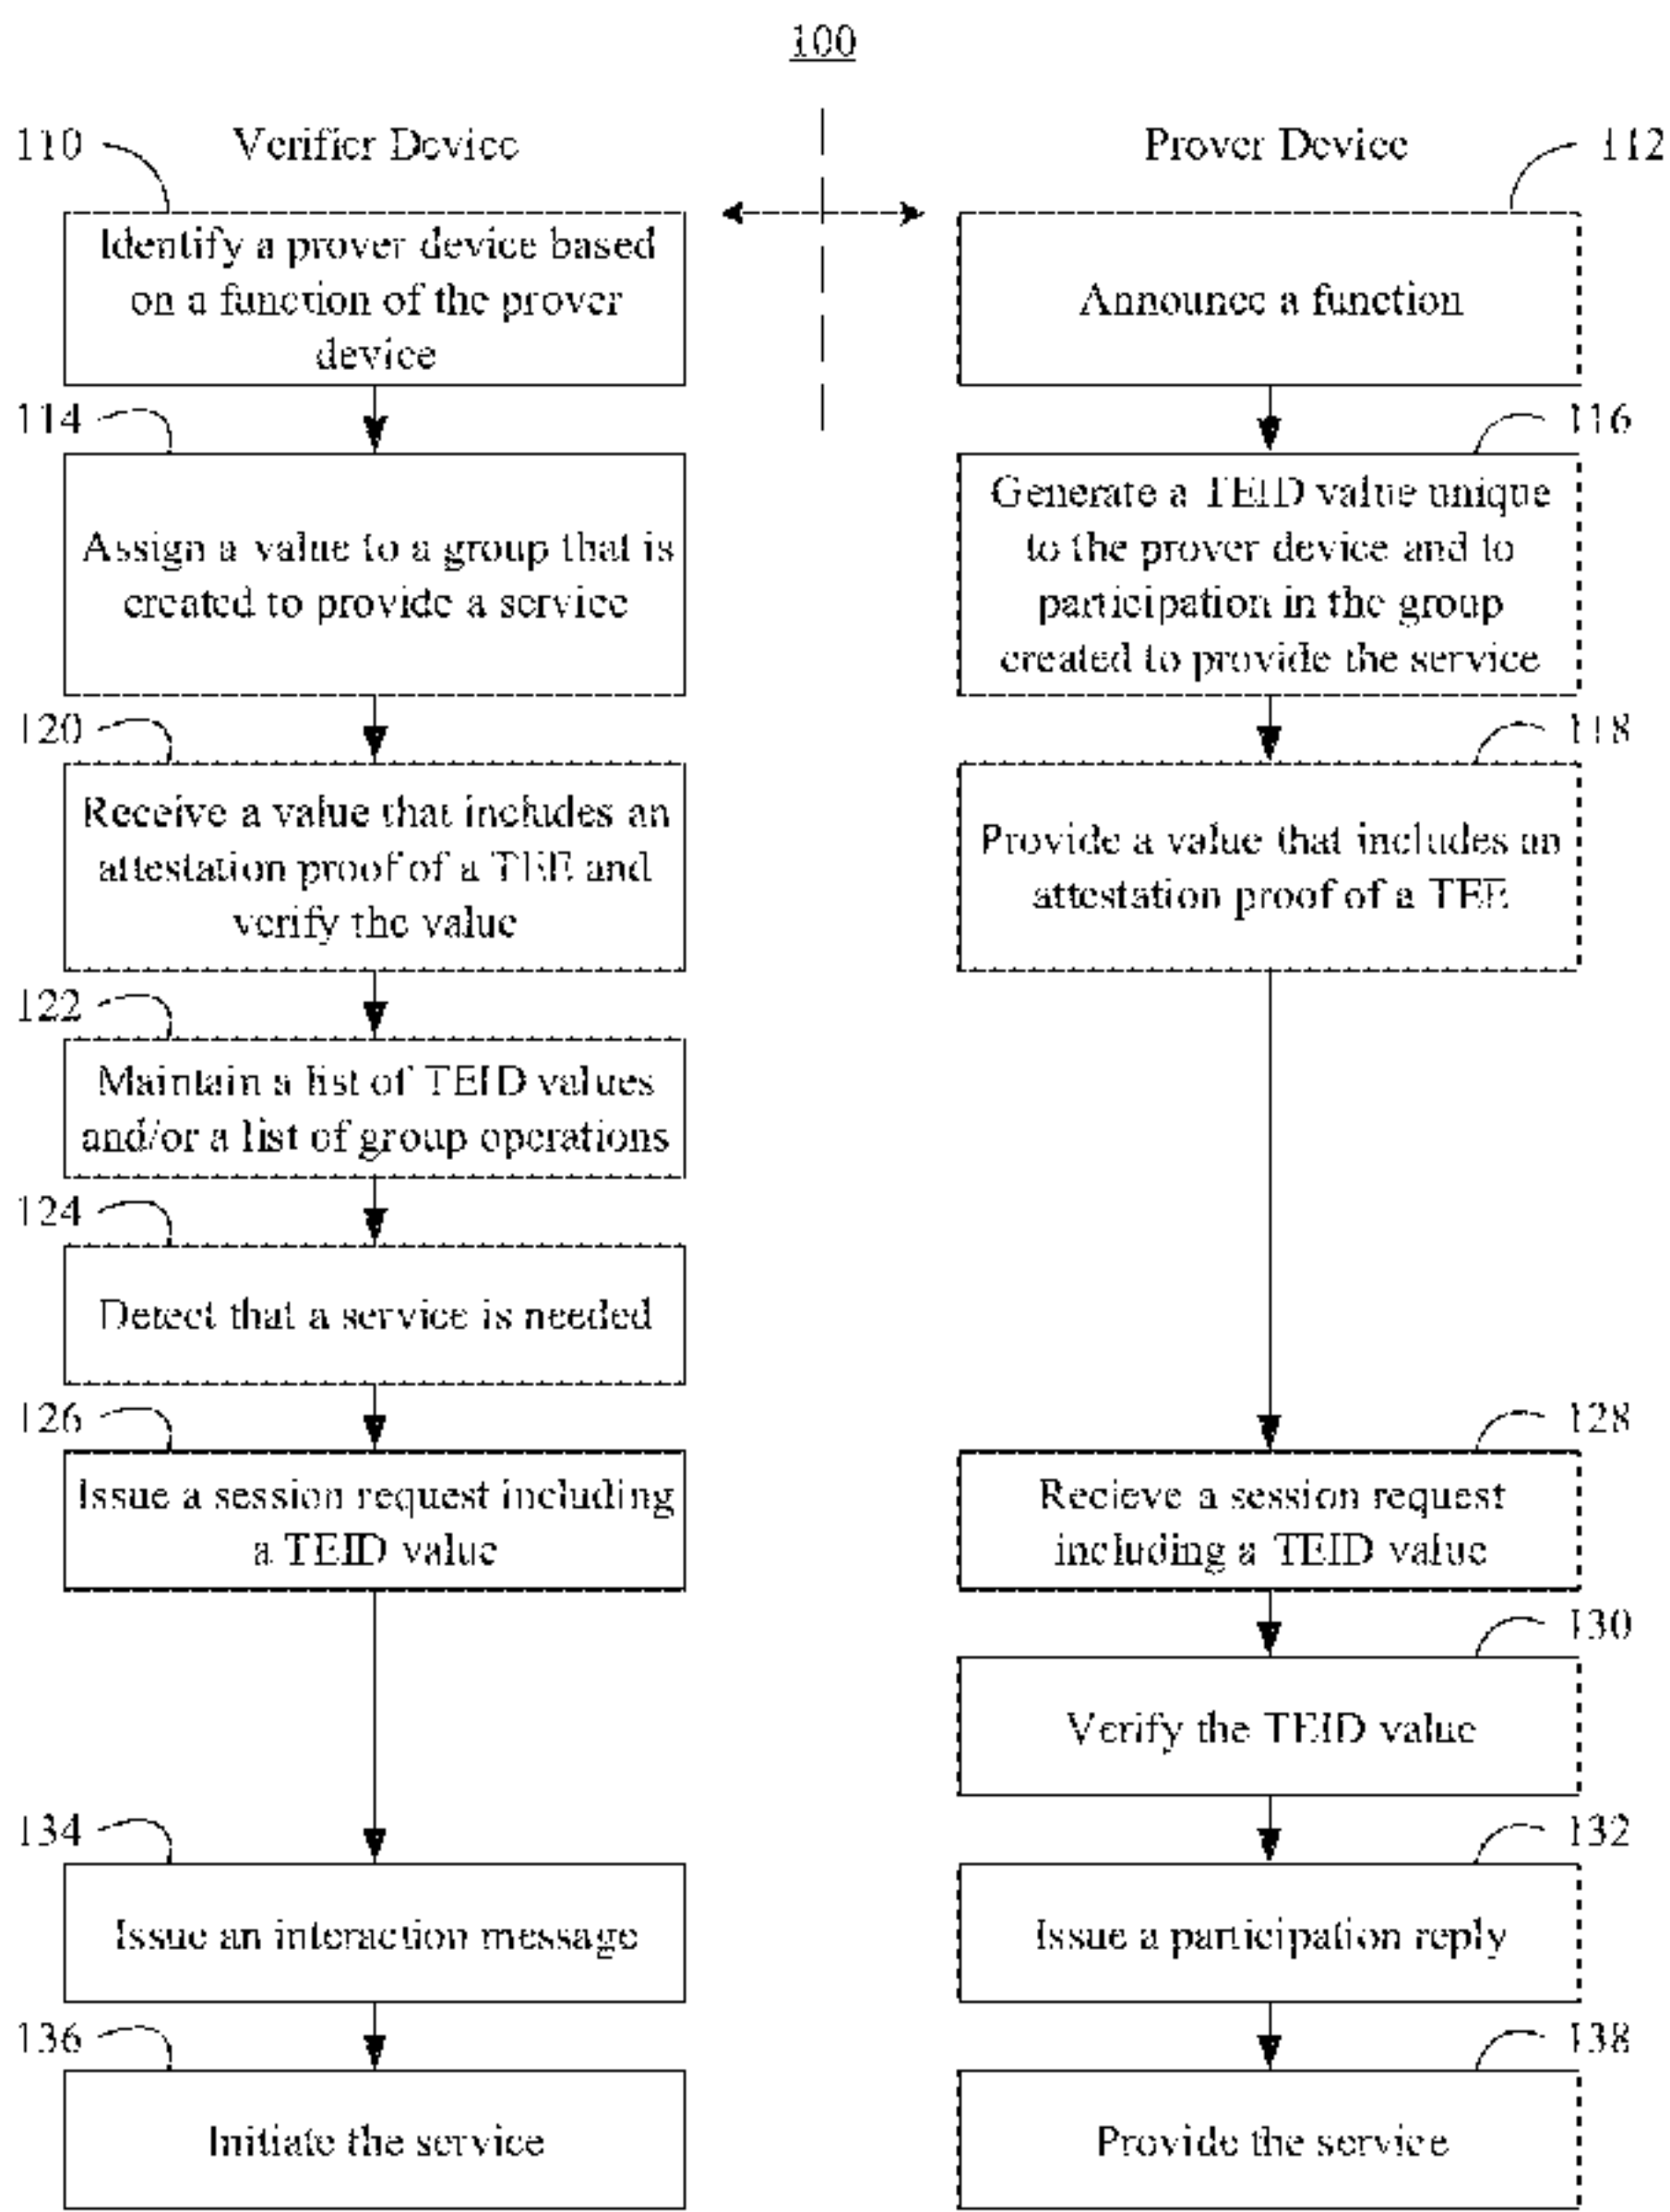 100
110
Verifier Device
Prover Device
112
Identify a prover device based
on a function of the prover
device
Announce a function
114
116
Assign a value to a group that is
created to provide a service
Generate a TEID value unique
to the prover device and to
participation in the group
created to provide the service
120
118
Receive a value that includes an
attestation proof of a TEE and
verify the value
Provide a value that includes an
attestation proof of a TEE
122
Maintain a list of TEID values
and/or a list of group operations
124
Detect that a service is needed
126
128
Issue a session request including
a TEID value
Recieve a session request
including a TEID value
130
Verify the TEID value
134
132
Issue an interaction message
Issue a participation reply
136
138
Initiate the service
Provide the service